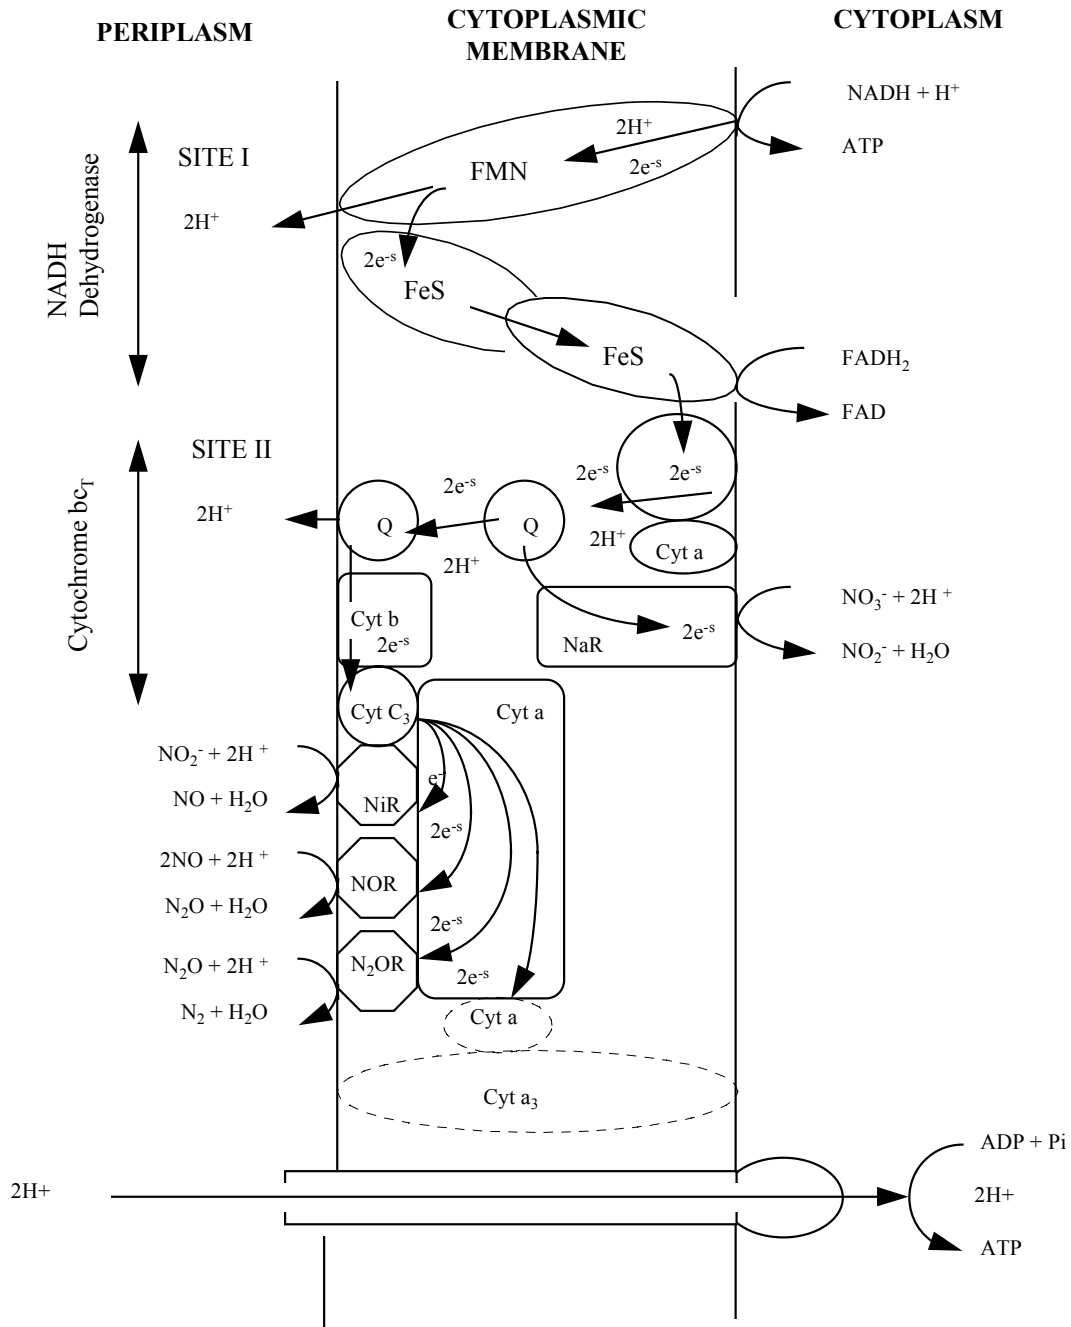 PERIPLASM
CYTOPLASMIC
MEMBRANE
CYTOPLASM
NADH + H⁺
ATP
2H⁺
SITE I
FMN
2e⁻ˢ
2H⁺
NADH
Dehydrogenase
2e⁻ˢ
FeS
FeS
FADH₂
FAD
SITE II
2e⁻ˢ
2e⁻ˢ
2e⁻ˢ
2H⁺
Q
Q
2H⁺
2H⁺
Cyt a
Cytochrome bc_T
Cyt b
2e⁻ˢ
NaR
2e⁻ˢ
NO₃⁻ + 2H⁺
NO₂⁻ + H₂O
Cyt C₃
Cyt a
NO₂⁻ + 2H⁺
NO + H₂O
NiR
e⁻
2e⁻ˢ
2NO + 2H⁺
N₂O + H₂O
NOR
2e⁻ˢ
N₂O + 2H⁺
N₂ + H₂O
N₂OR
2e⁻ˢ
Cyt a
Cyt a₃
2H+
ADP + Pi
2H+
ATP